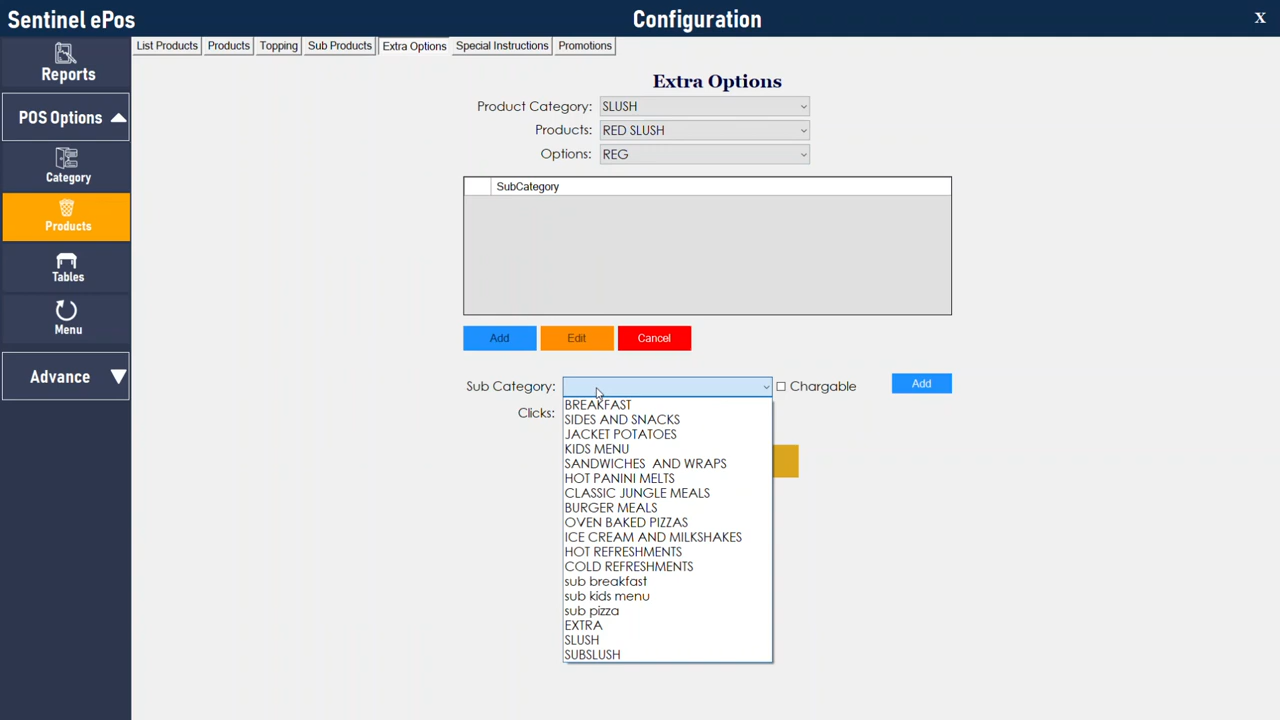 Sentinel ePos
Configuration
X
List Products
Products
Topping
Sub Products
Extra Options
Special Instructions
Promotions
Reports
POS Options
Category
Products
Tables
Menu
Advance
Extra Options
Product Category: SLUSH
Products: RED SLUSH
Options: REG
SubCategory
Add
Edit
Cancel
Sub Category:
Chargable
Add
Clicks:
BREAKFAST
SIDES AND SNACKS
JACKET POTATOES
KIDS MENU
SANDWICHES  AND WRAPS
HOT PANINI MELTS
CLASSIC JUNGLE MEALS
BURGER MEALS
OVEN BAKED PIZZAS
ICE CREAM AND MILKSHAKES
HOT REFRESHMENTS
COLD REFRESHMENTS
sub breakfast
sub kids menu
sub pizza
EXTRA
SLUSH
SUBSLUSH